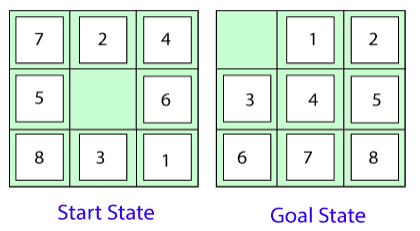 7 2 4
5 6
8 3 1
Start State
1 2
3 4 5
6 7 8
Goal State